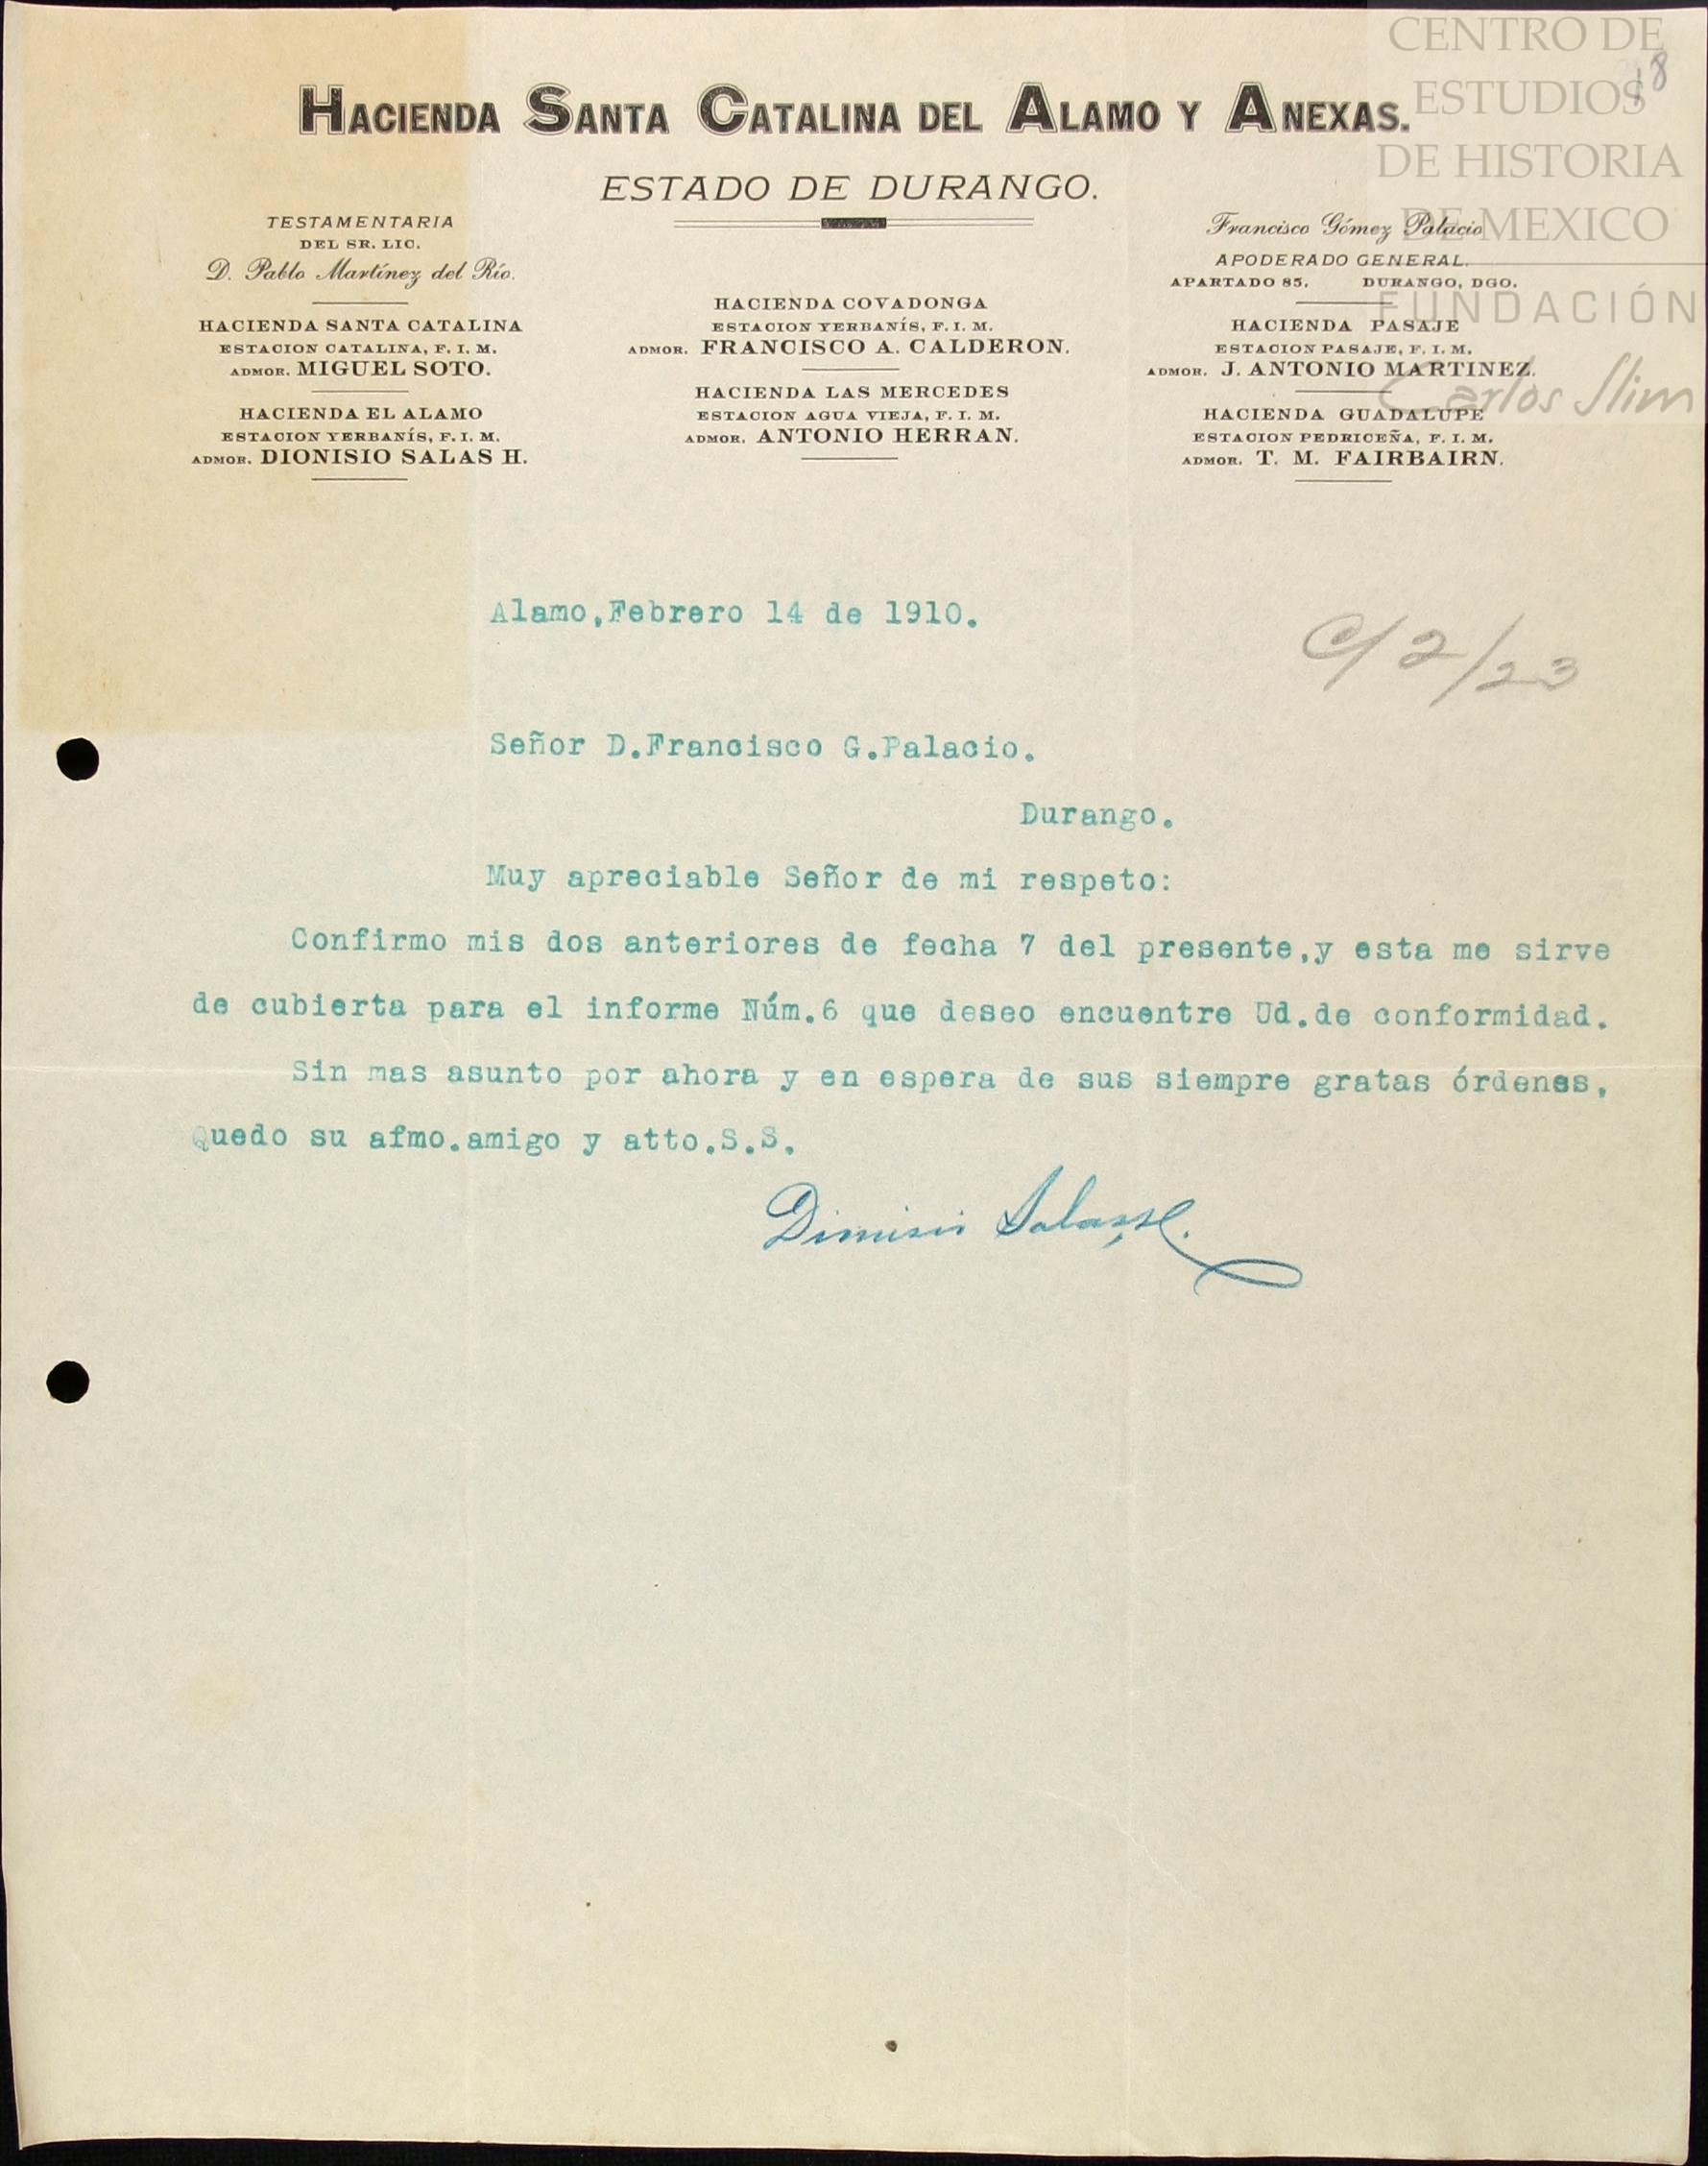 CENTRO DE
ESTUDIOS
DE HISTORIA
DE MEXICO
FUNDACIÓN
Carlos Slim
18
HACIENDA SANTA CATALINA DEL ALAMO Y ANEXAS.
ESTADO DE DURANGO.
TESTAMENTARIA
DEL SR. LIC.
D. Pablo Martínez del Río.
HACIENDA SANTA CATALINA
ESTACION CATALINA, F. I. M.
ADMOR. MIGUEL SOTO.
HACIENDA EL ALAMO
ESTACION YERBANÍS, F. I. M.
ADMOR. DIONISIO SALAS H.
HACIENDA COVADONGA
ESTACION YERBANÍS, F. I. M.
ADMOR. FRANCISCO A. CALDERON.
HACIENDA LAS MERCEDES
ESTACION AGUA VIEJA, F. I. M.
ADMOR. ANTONIO HERRAN.
Francisco Gómez Palacio
APODERADO GENERAL.
APARTADO 85. DURANGO, DGO.
HACIENDA PASAJE
ESTACION PASAJE, F. I. M.
ADMOR. J. ANTONIO MARTINEZ.
HACIENDA GUADALUPE
ESTACION PEDRICEÑA, F. I. M.
ADMOR. T. M. FAIRBAIRN.
Alamo,Febrero 14 de 1910.
C/ 2/23
Señor D.Francisco G.Palacio.
Durango.
Muy apreciable Señor de mi respeto:
Confirmo mis dos anteriores de fecha 7 del presente,y esta me sirve
de cubierta para el informe Núm.6 que deseo encuentre Ud.de conformidad.
Sin mas asunto por ahora y en espera de sus siempre gratas órdenes,
Quedo su afmo.amigo y atto.S.S.
Dionisio Salas H.